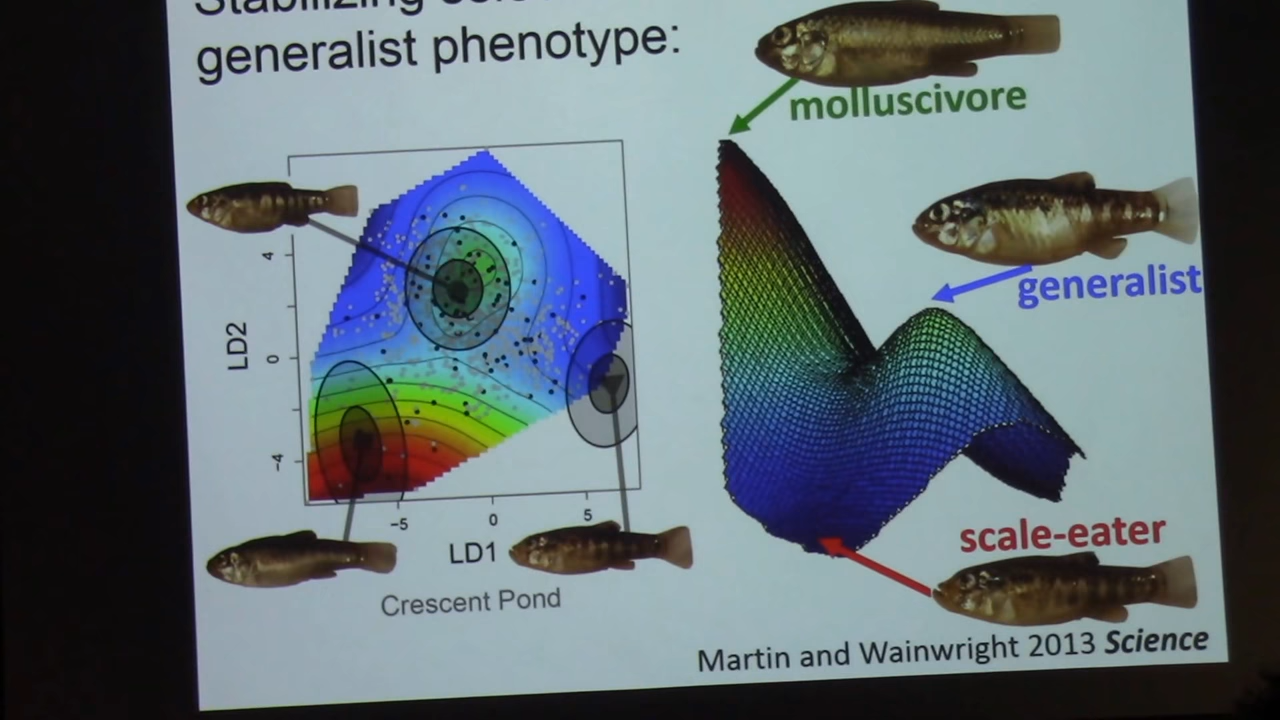 Stabilizing
generalist phenotype:
molluscivore
generalist
LD2
4
0
−4
−5
0
5
LD1
Crescent Pond
scale-eater
Martin and Wainwright 2013 Science